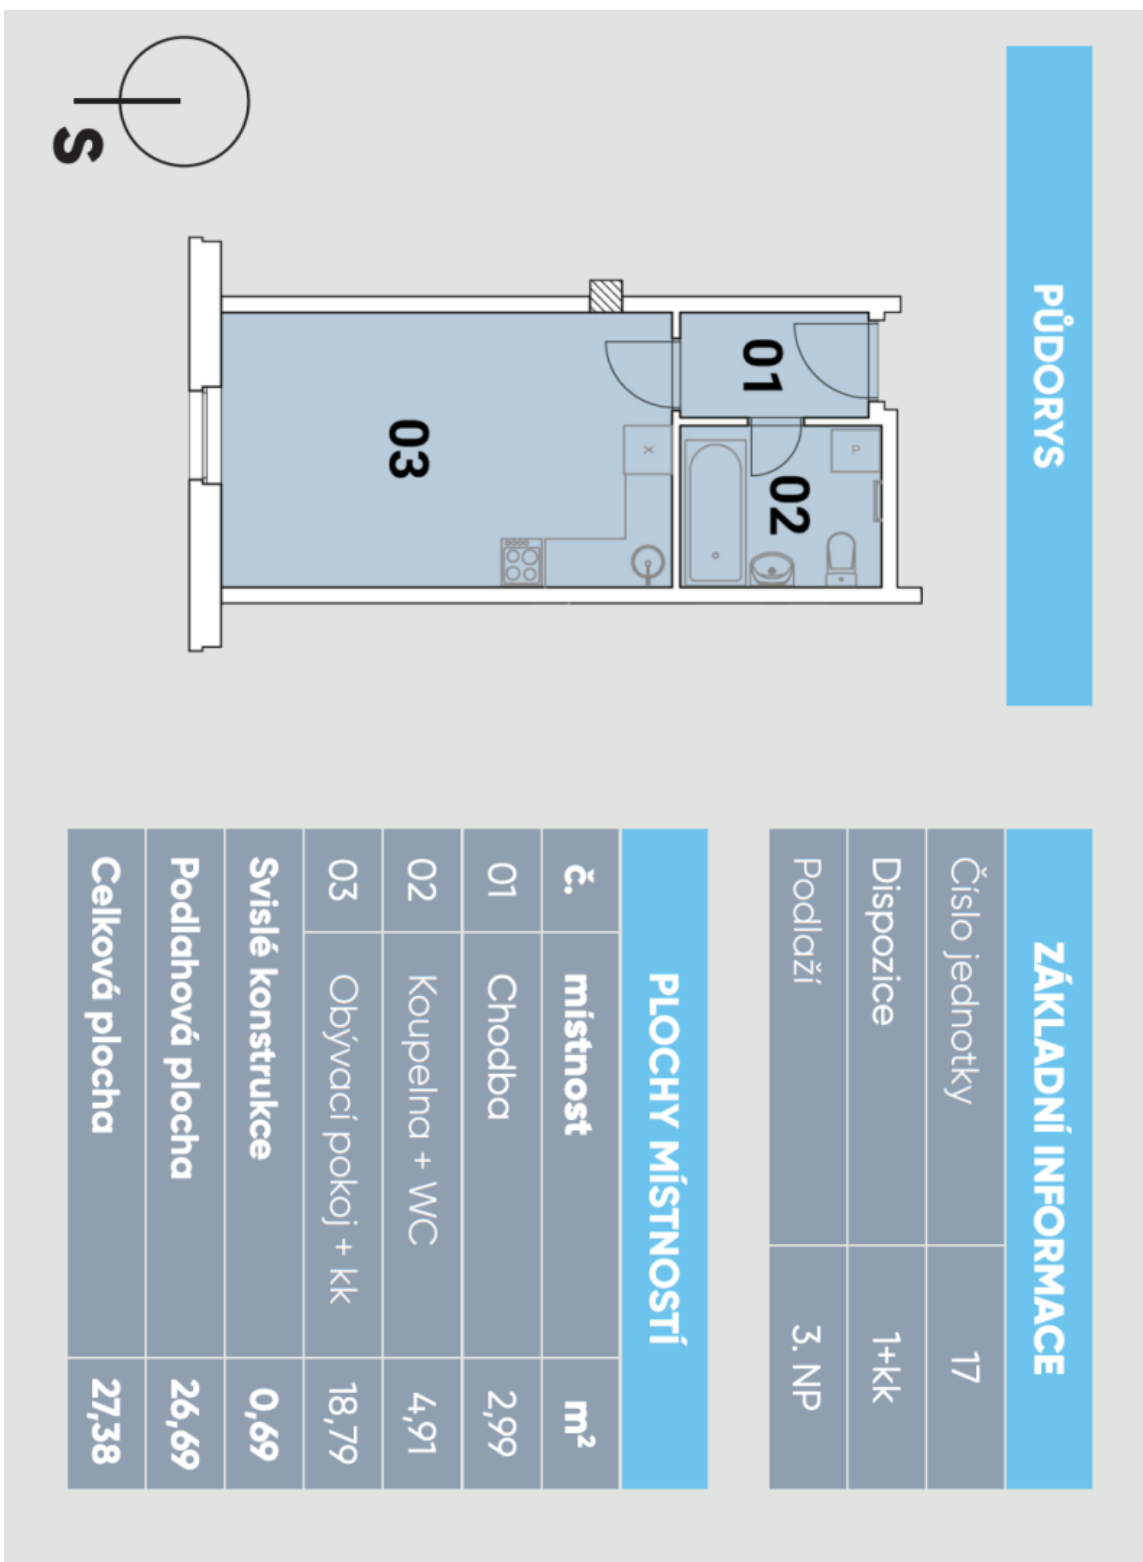 PŮDORYS
S
01
02
03
P
X
ZÁKLADNÍ INFORMACE
Číslo jednotky 17
Dispozice 1+kk
Podlaží 3. NP
PLOCHY MÍSTNOSTÍ
č. místnost m²
01 Chodba 2,99
02 Koupelna + WC 4,91
03 Obývací pokoj + kk 18,79
Svislé konstrukce 0,69
Podlahová plocha 26,69
Celková plocha 27,38